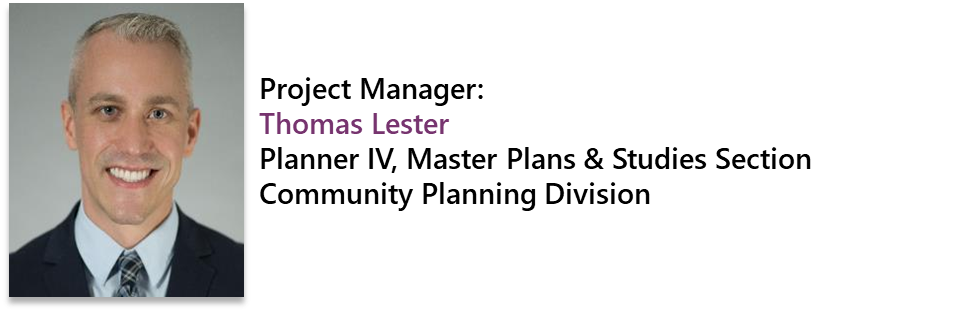 Project Manager:
Thomas Lester
Planner IV, Master Plans & Studies Section
Community Planning Division